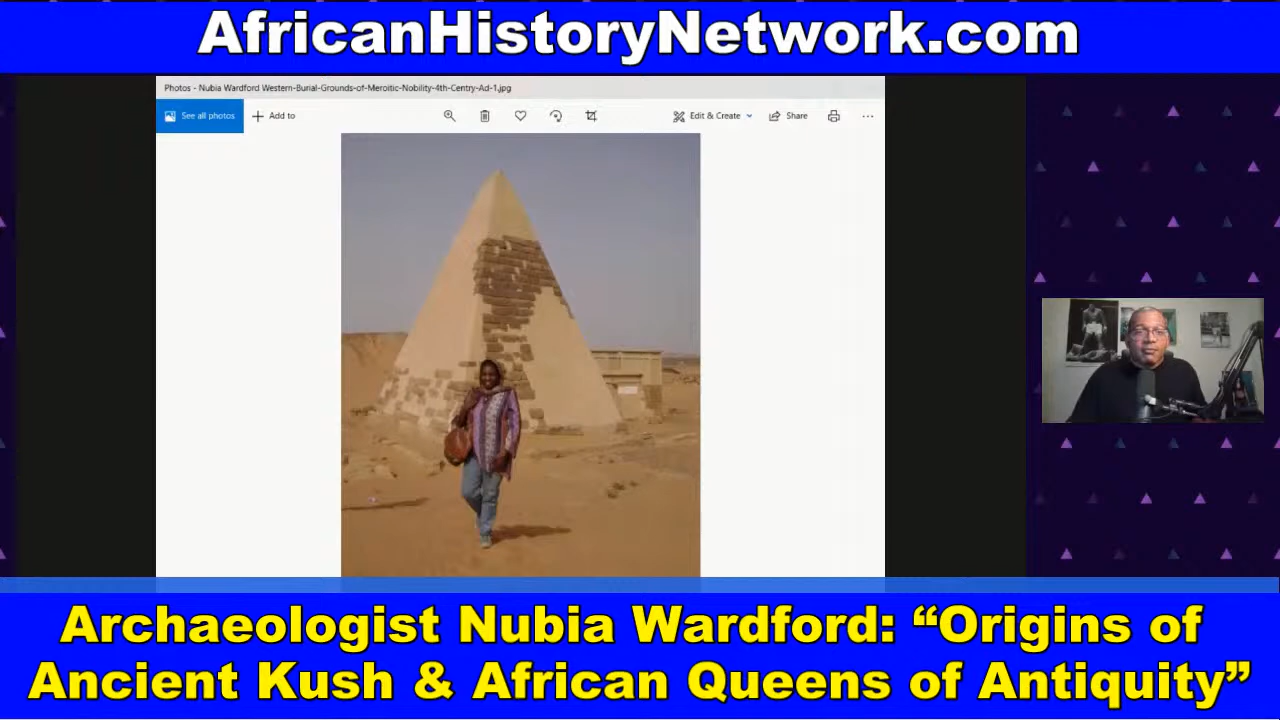 AfricanHistoryNetwork.com
Photos - Nubia Wardford Western-Burial-Grounds-of-Meroitic-Nobility-4th-Centry-Ad-1.jpg
See all photos
Add to
Edit & Create
Share
Archaeologist Nubia Wardford: “Origins of
Ancient Kush & African Queens of Antiquity”